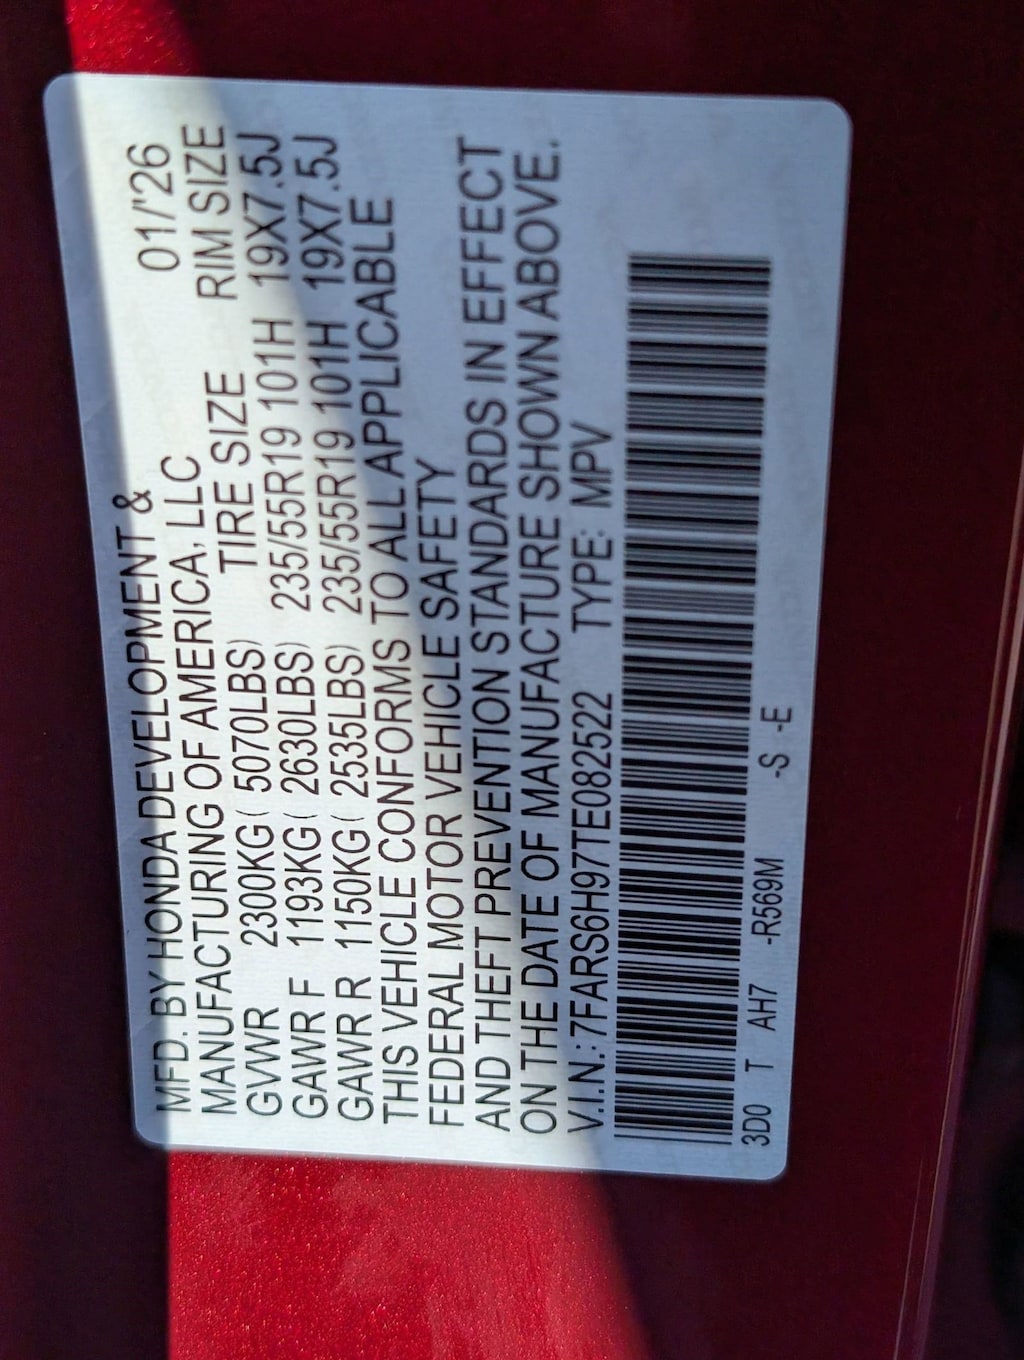 MFD. BY HONDA DEVELOPMENT &
MANUFACTURING OF AMERICA, LLC 01/'26
GVWR 2300KG( 5070LBS) TIRE SIZE RIM SIZE
GAWR F 1193KG( 2630LBS) 235/55R19 101H 19X7.5J
GAWR R 1150KG( 2535LBS) 235/55R19 101H 19X7.5J
THIS VEHICLE CONFORMS TO ALL APPLICABLE
FEDERAL MOTOR VEHICLE SAFETY
AND THEFT PREVENTION STANDARDS IN EFFECT
ON THE DATE OF MANUFACTURE SHOWN ABOVE.
V.I.N.:7FARS6H97TE082522 TYPE: MPV
3D0 T AH7 -R569M -S -E